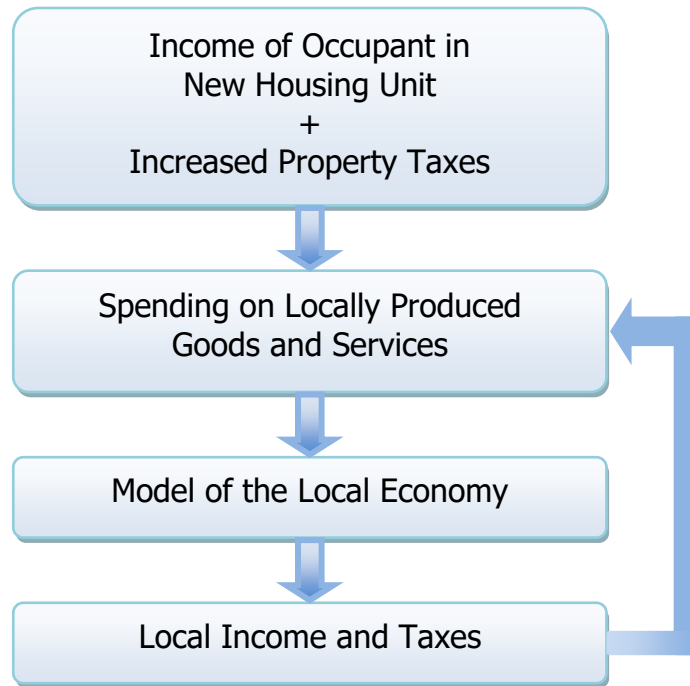 Income of Occupant in
New Housing Unit
+
Increased Property Taxes
Spending on Locally Produced
Goods and Services
Model of the Local Economy
Local Income and Taxes